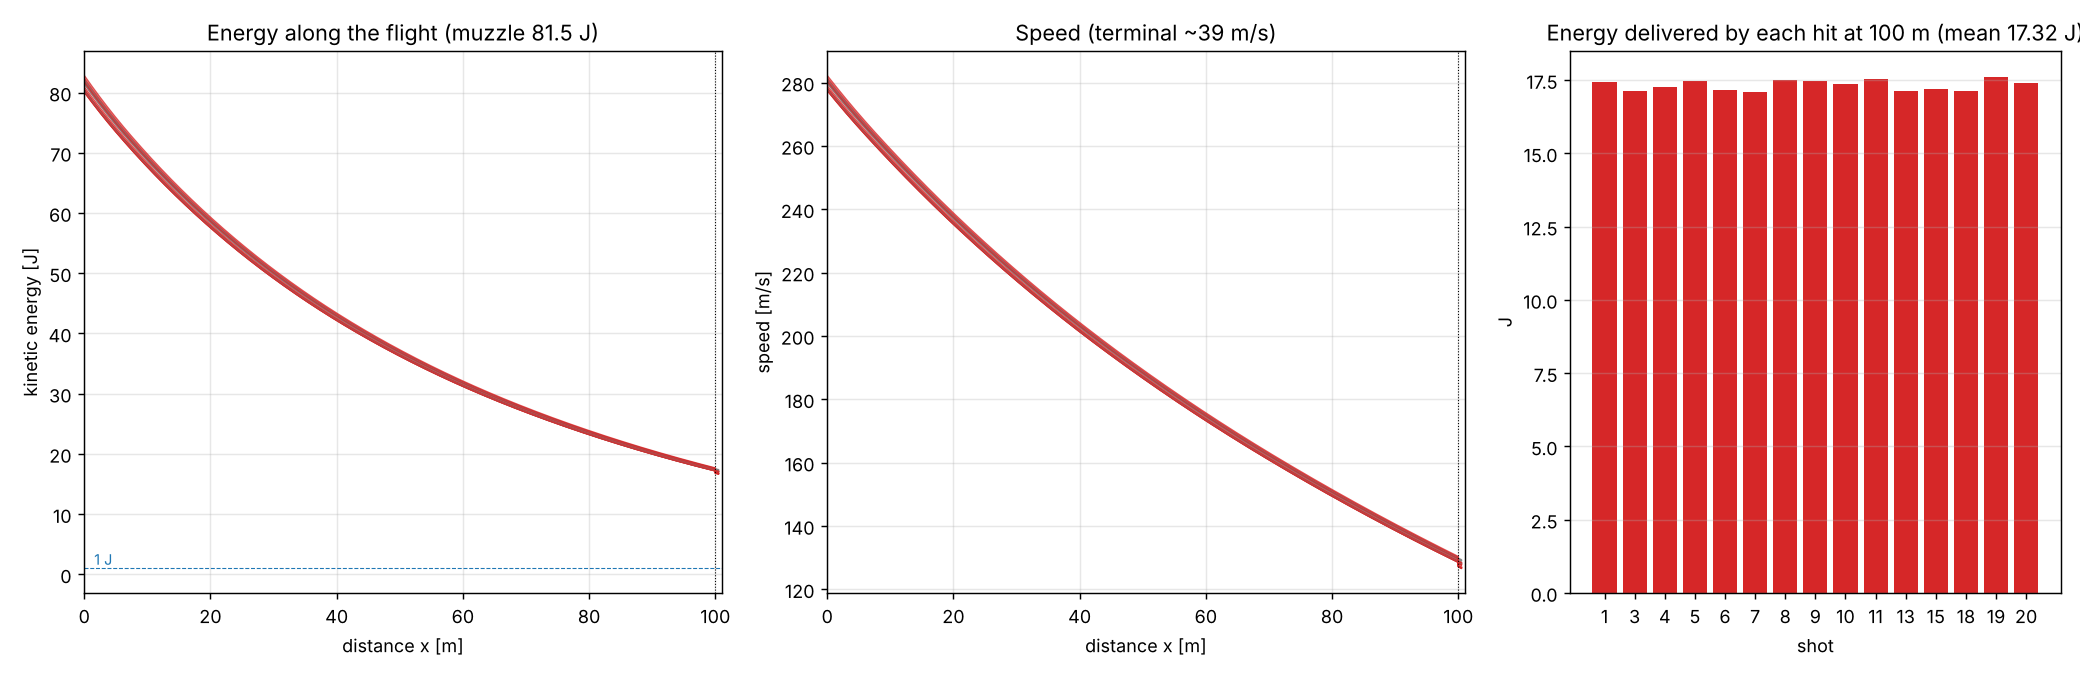 Energy along the flight (muzzle 81.5 J)
kinetic energy [J]
80
70
60
50
40
30
20
10
0
1 J
0 20 40 60 80 100
distance x [m]
Speed (terminal ~39 m/s)
speed [m/s]
280
260
240
220
200
180
160
140
120
0 20 40 60 80 100
distance x [m]
Energy delivered by each hit at 100 m (mean 17.32 J)
J
17.5
15.0
12.5
10.0
7.5
5.0
2.5
0.0
1 3 4 5 6 7 8 9 10 11 13 15 18 19 20
shot